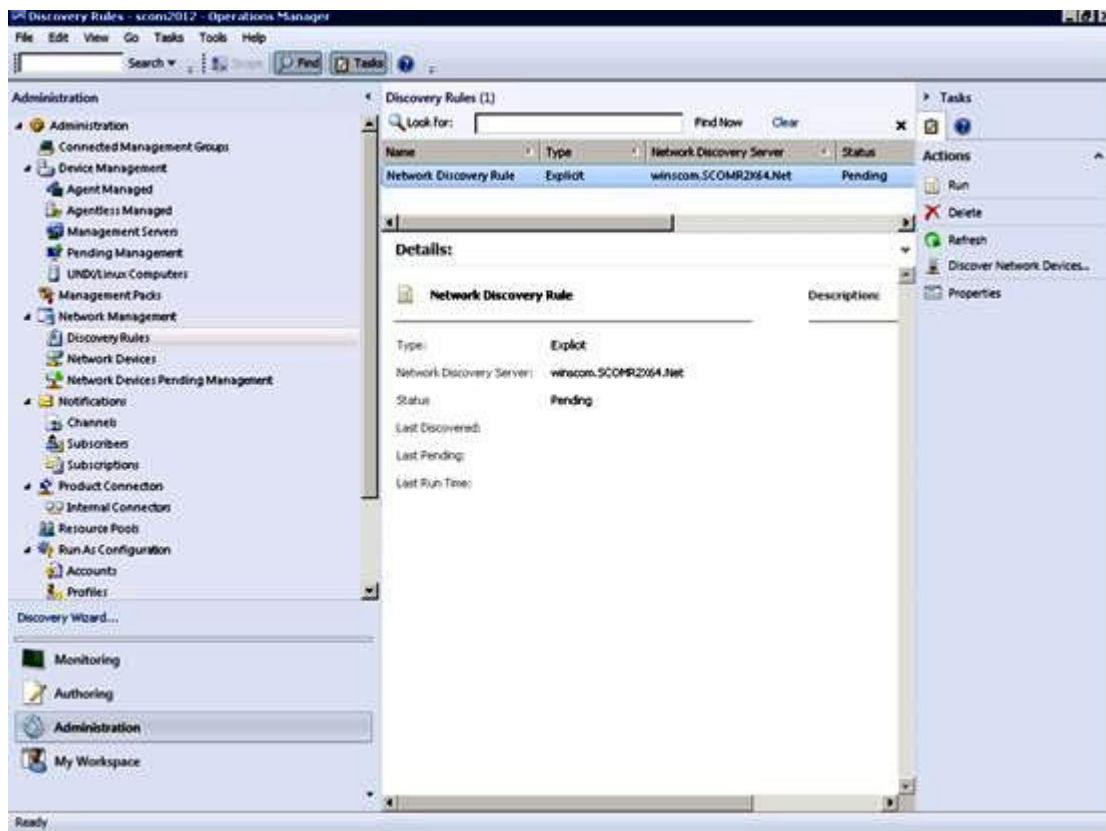 Discovery Rules - scom2012 - Operations Manager
File Edit View Go Tasks Tools Help
Search Find Tasks
Administration
Administration
Connected Management Groups
Device Management
Agent Managed
Agentless Managed
Management Servers
Pending Management
UNIX/Linux Computers
Management Packs
Network Management
Discovery Rules
Network Devices
Network Devices Pending Management
Notifications
Channels
Subscribers
Subscriptions
Product Connectors
Internal Connectors
Resource Pools
Run As Configuration
Accounts
Profiles
Discovery Wizard...
Monitoring
Authoring
Administration
My Workspace
Discovery Rules (1)
Look for: Find Now Clear
Name Type Network Discovery Server Status
Network Discovery Rule Explicit winscom.SCOMR2X64.Net Pending
Details:
Network Discovery Rule Description:
Type: Explicit
Network Discovery Server: winscom.SCOMR2X64.Net
Status Pending
Last Discovered:
Last Pending:
Last Run Time:
Tasks
Actions
Run
Delete
Refresh
Discover Network Devices...
Properties
Ready